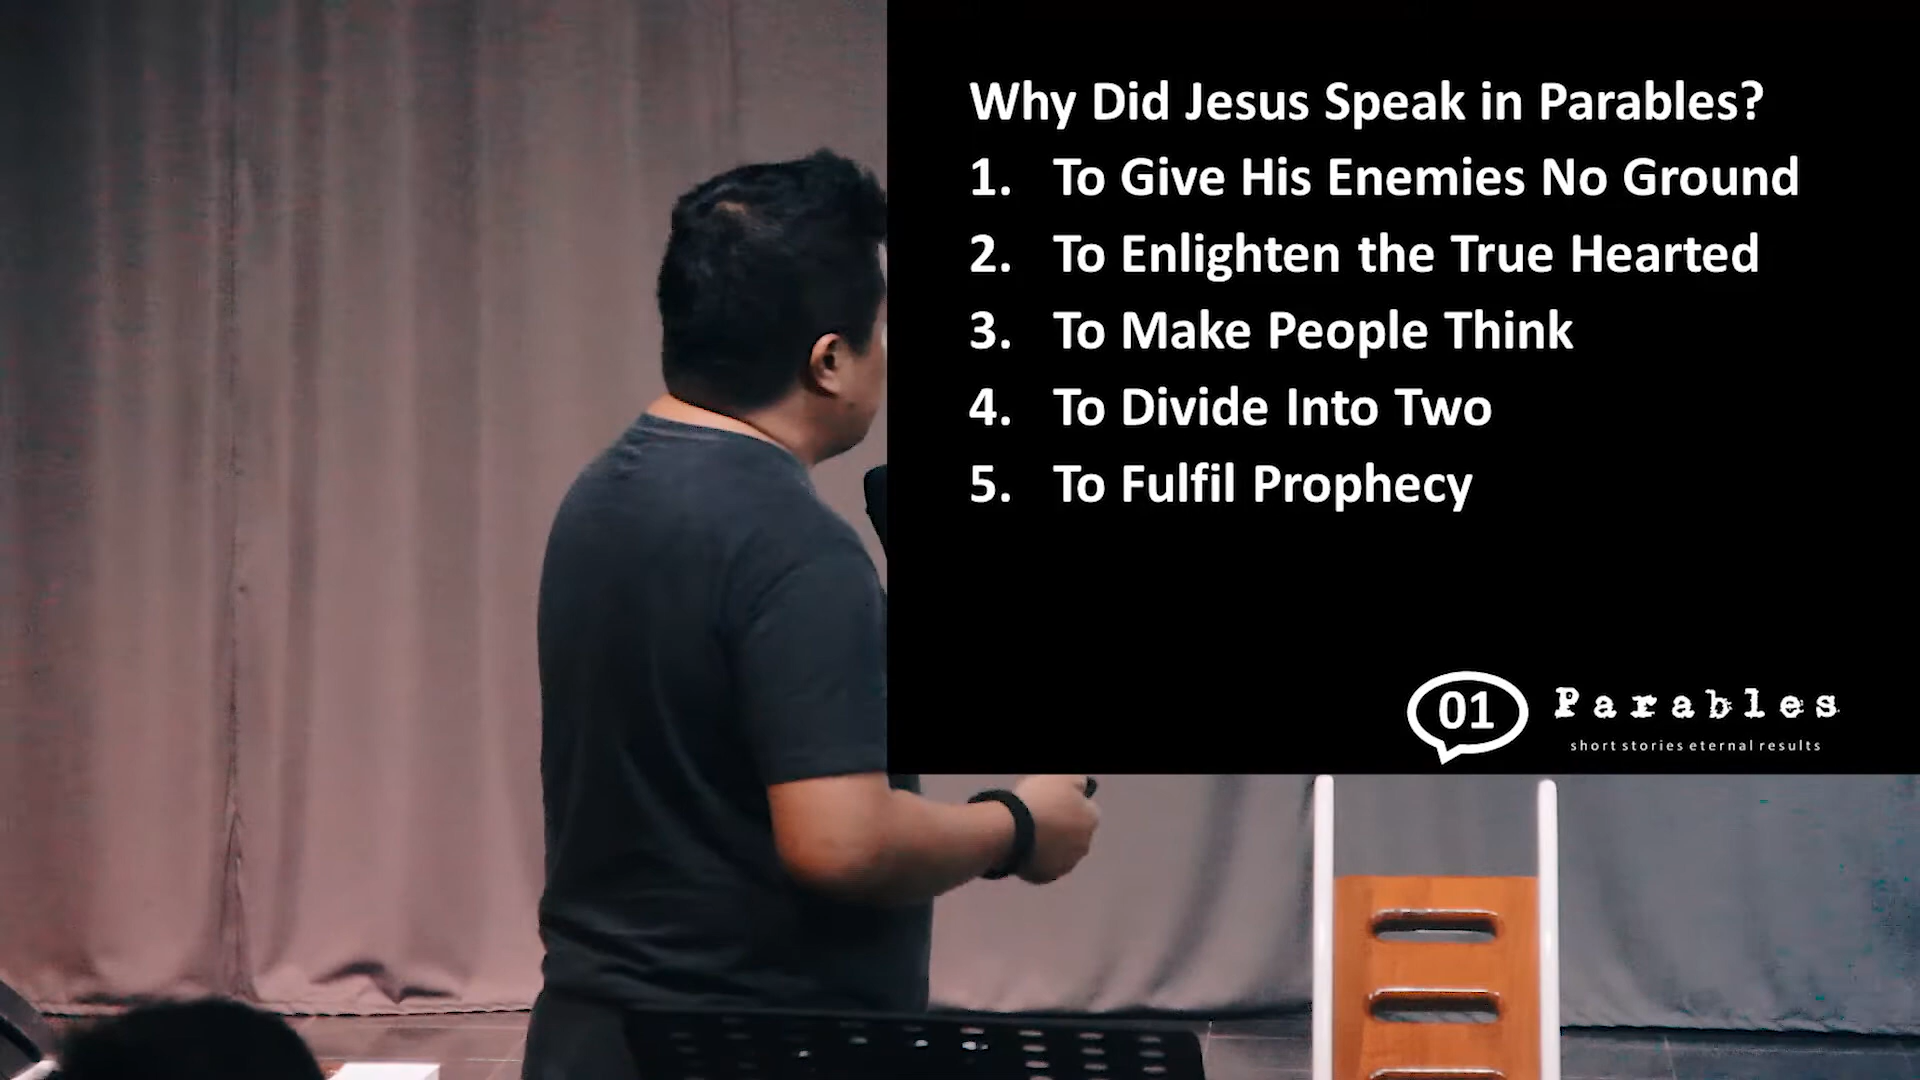 Why Did Jesus Speak in Parables?
1. To Give His Enemies No Ground
2. To Enlighten the True Hearted
3. To Make People Think
4. To Divide Into Two
5. To Fulfil Prophecy
01
Parables
short stories eternal results